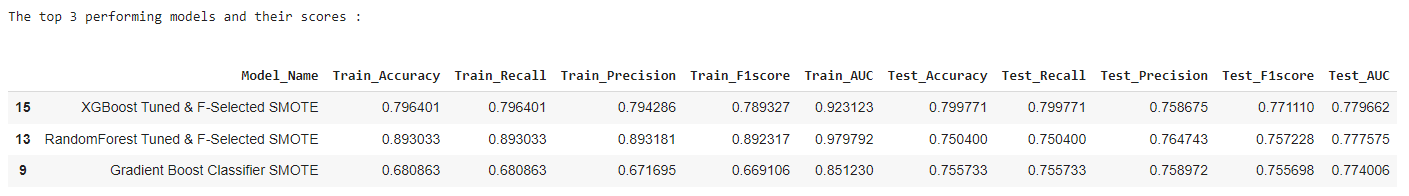 The top 3 performing models and their scores :
Model_Name Train_Accuracy Train_Recall Train_Precision Train_F1score Train_AUC Test_Accuracy Test_Recall Test_Precision Test_F1score Test_AUC
15 XGBoost Tuned & F-Selected SMOTE 0.796401 0.796401 0.794286 0.789327 0.923123 0.799771 0.799771 0.758675 0.771110 0.779662
13 RandomForest Tuned & F-Selected SMOTE 0.893033 0.893033 0.893181 0.892317 0.979792 0.750400 0.750400 0.764743 0.757228 0.777575
9 Gradient Boost Classifier SMOTE 0.680863 0.680863 0.671695 0.669106 0.851230 0.755733 0.755733 0.758972 0.755698 0.774006